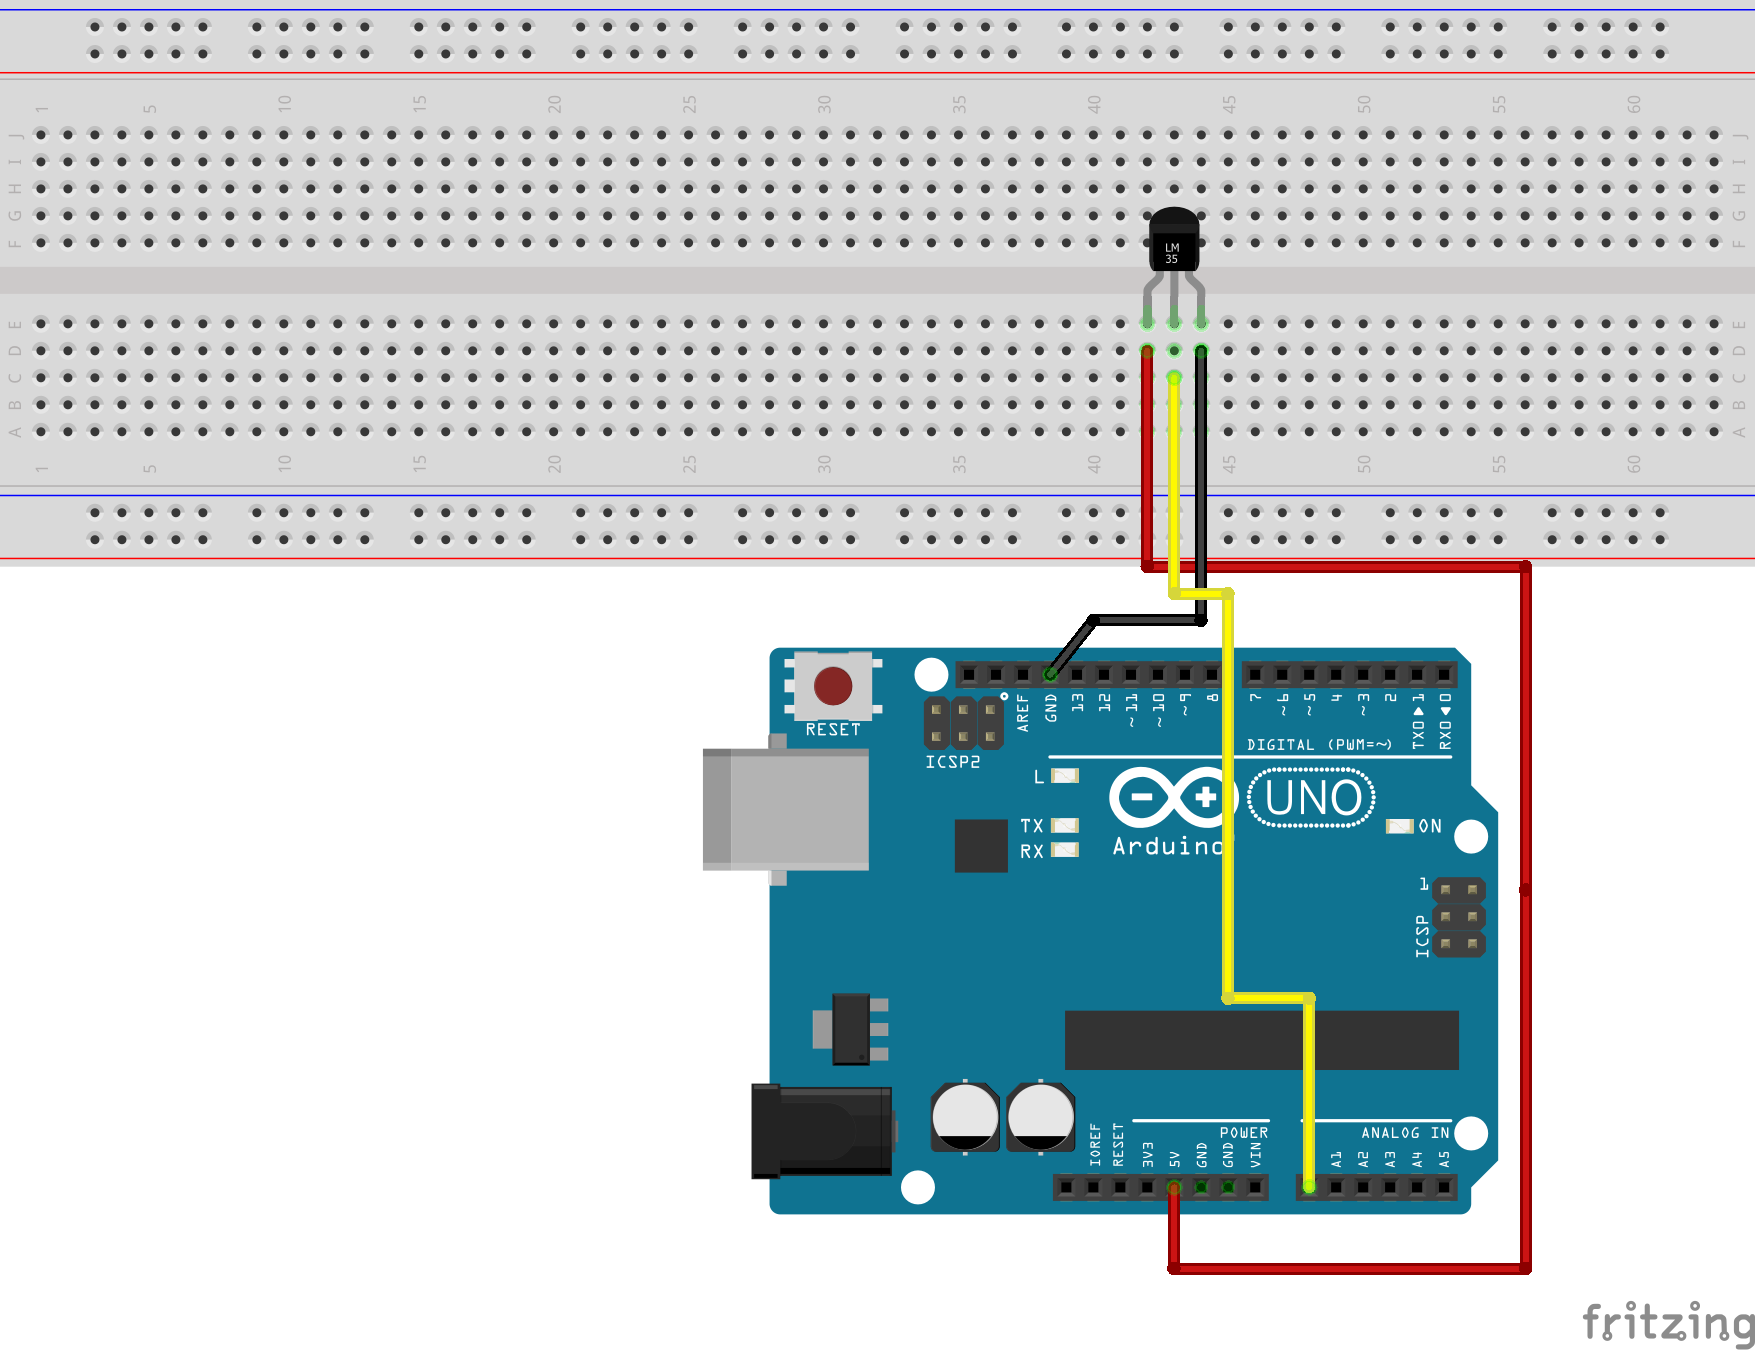 1 5 10 15 20 25 30 35 40 45 50 55 60
J J
I I
H H
G G
F F
LM
35
E E
D D
C C
B B
A A
1 5 10 15 20 25 30 35 40 45 50 55 60
RESET
AREF GND 13 12 ~11 ~10 ~9 8 7 ~6 ~5 4 ~3 2 TX0▶1 RX0◀0
DIGITAL (PWM=~)
ICSP2
L
TX
RX
UNO
Arduino
ON
1
ICSP
POWER
ANALOG IN
IOREF RESET 3V3 5V GND GND VIN A1 A2 A3 A4 A5
fritzing